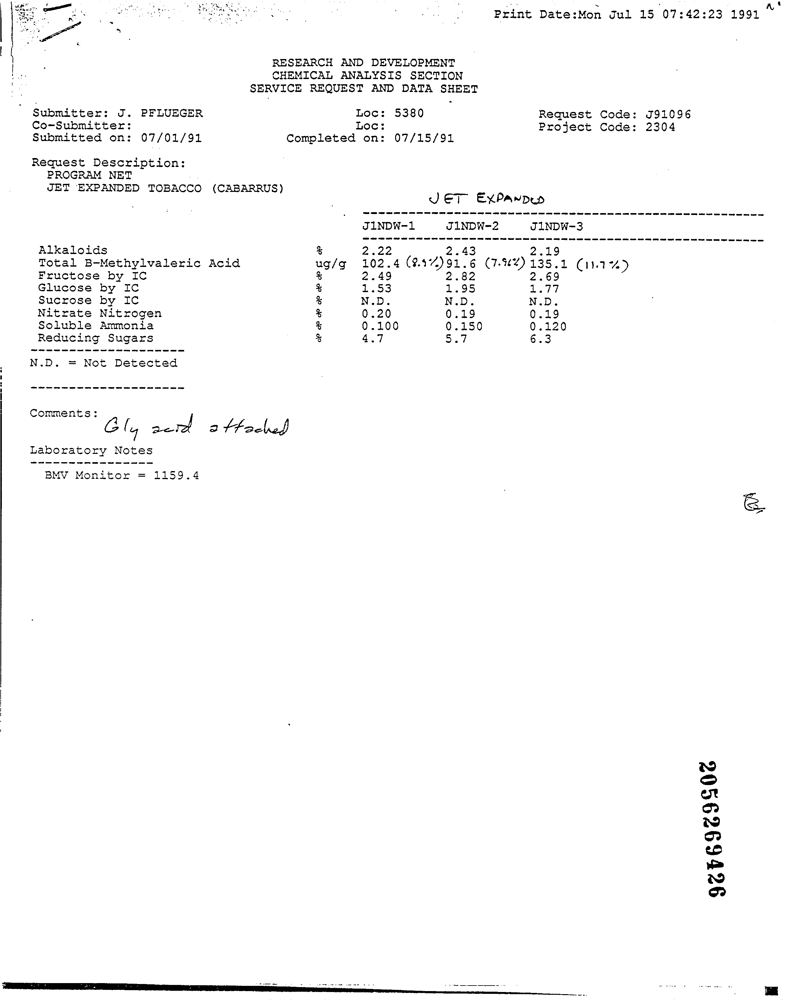 Print Date:Mon Jul 15 07:42:23 1991
RESEARCH AND DEVELOPMENT
CHEMICAL ANALYSIS SECTION
SERVICE REQUEST AND DATA SHEET
Submitter: J. PFLUEGER Loc: 5380 Request Code: J91096
Co-Submitter: Loc: Project Code: 2304
Submitted on: 07/01/91 Completed on: 07/15/91
Request Description:
PROGRAM NET
JET EXPANDED TOBACCO (CABARRUS)
JET EXPANDED
J1NDW-1 J1NDW-2 J1NDW-3
Alkaloids % 2.22 2.43 2.19
Total B-Methylvaleric Acid ug/g 102.4 91.6 135.1 (11.7%)
Fructose by IC % 2.49 2.82 2.69
Glucose by IC % 1.53 1.95 1.77
Sucrose by IC % N.D. N.D. N.D.
Nitrate Nitrogen % 0.20 0.19 0.19
Soluble Ammonia % 0.100 0.150 0.120
Reducing Sugars % 4.7 5.7 6.3
N.D. = Not Detected
Comments: Gly acid attached
Laboratory Notes
BMV Monitor = 1159.4
2056269426